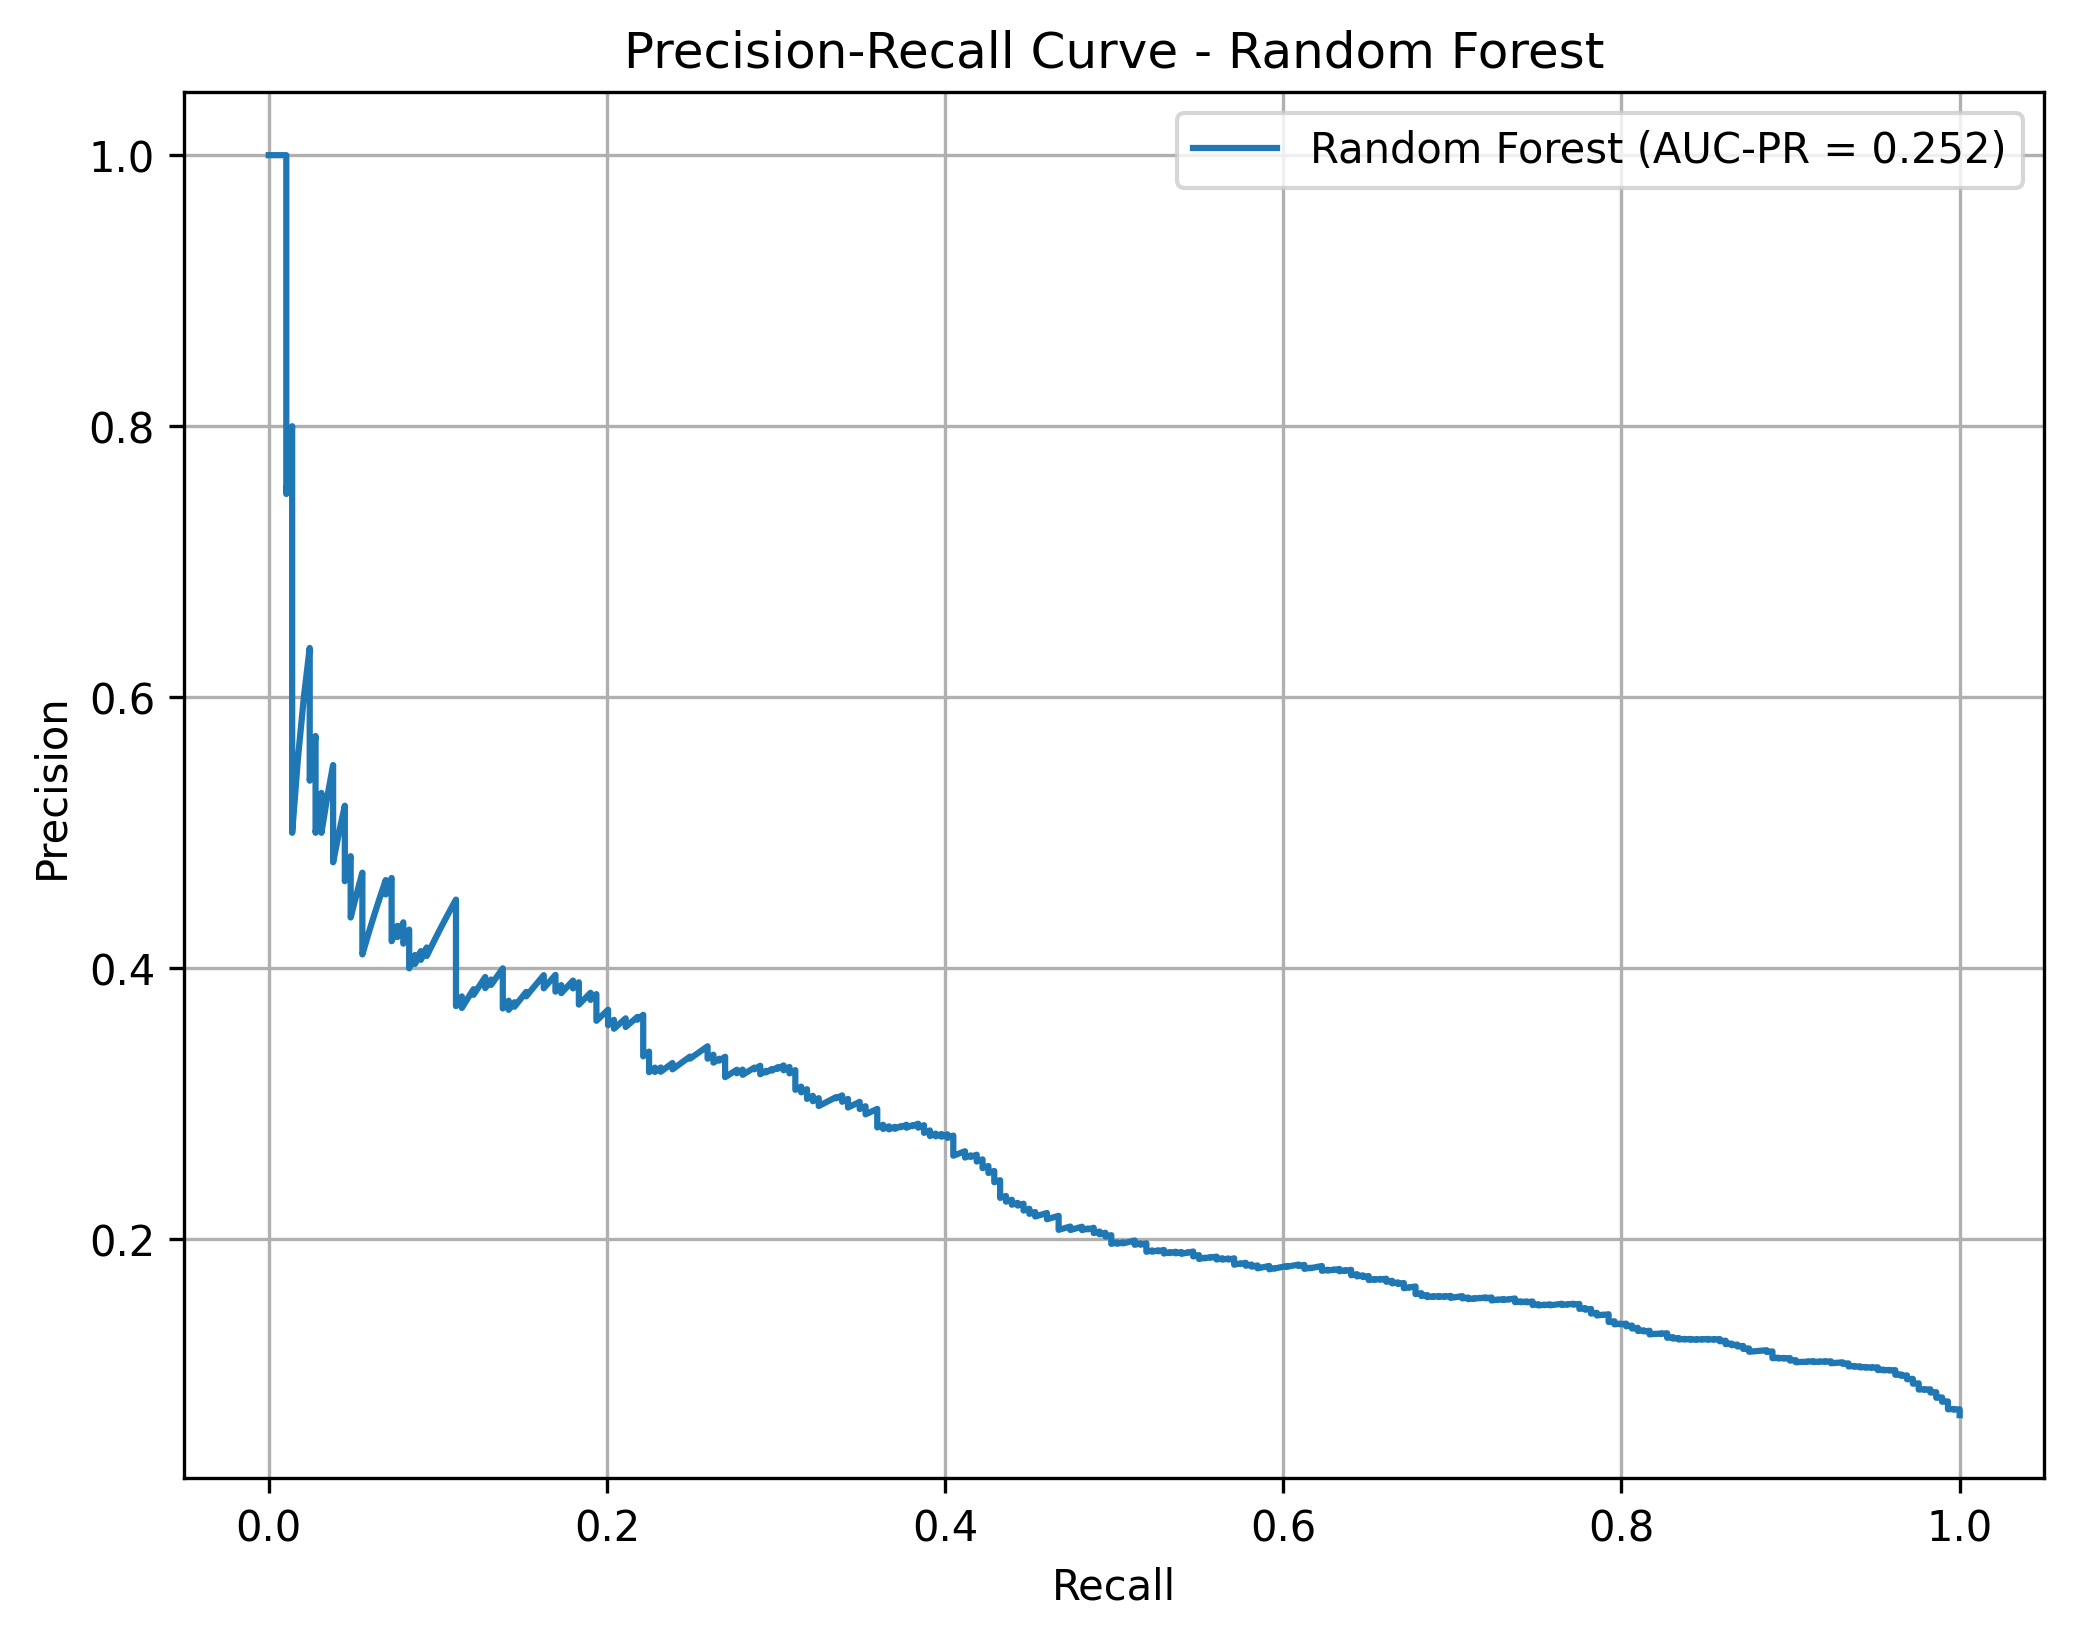 Precision-Recall Curve - Random Forest
Random Forest (AUC-PR = 0.252)
1.0
0.8
0.6
0.4
0.2
Precision
0.0 0.2 0.4 0.6 0.8 1.0
Recall